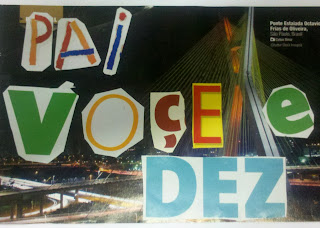 PAi
Ponte Estaiada Octavio
Frias de Oliveira,
São Paulo, Brasil
VOÇE e
DEZ